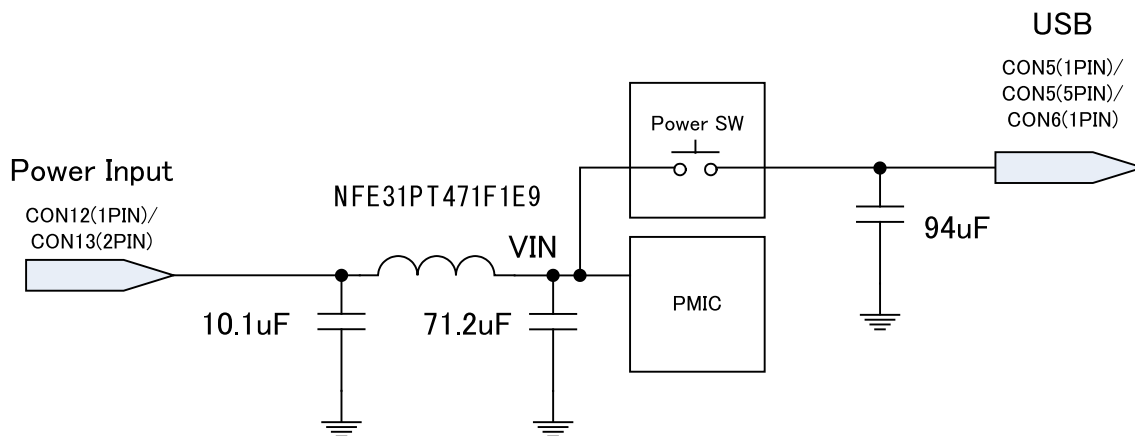 USB
CON5(1PIN)/
CON5(5PIN)/
CON6(1PIN)
Power SW
Power Input
CON12(1PIN)/
CON13(2PIN)
NFE31PT471F1E9
VIN
94uF
PMIC
10.1uF
71.2uF